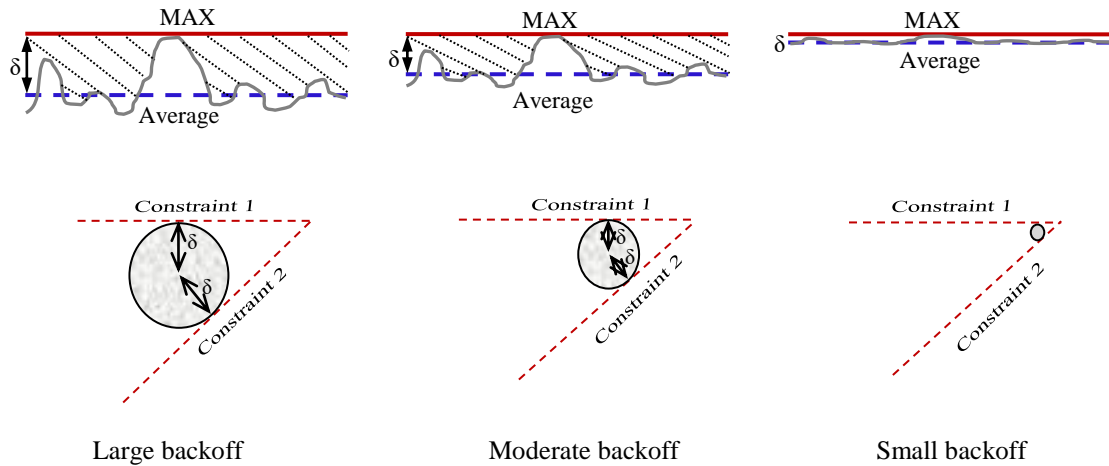 MAX
δ
Average
MAX
δ
Average
MAX
δ
Average
Constraint 1
δ
δ
Constraint 2
Constraint 1
δ
δ
Constraint 2
Constraint 1
Constraint 2
Large backoff
Moderate backoff
Small backoff